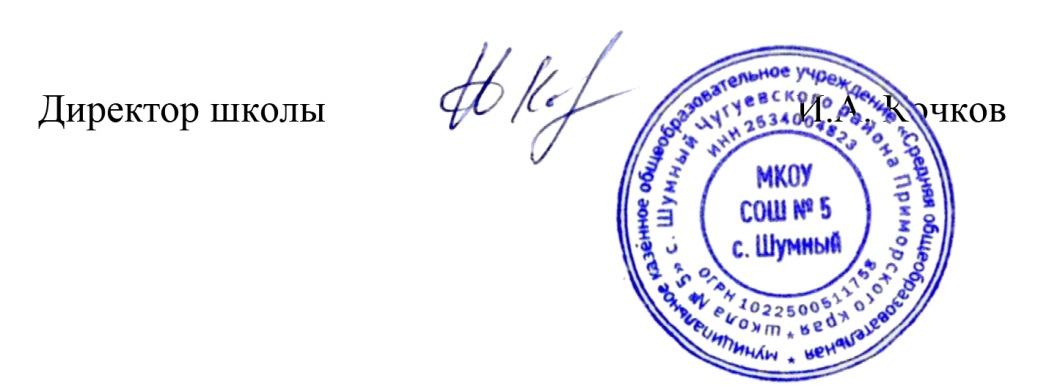 Директор школы И.А. Кочков
муниципальное казённое общеобразовательное учреждение «Средняя общеобразовательная
школа № 5» с. Шумный Чугуевского района Приморского края *
ИНН 2534004823
МКОУ
СОШ № 5
с. Шумный
ОГРН 1022500511758